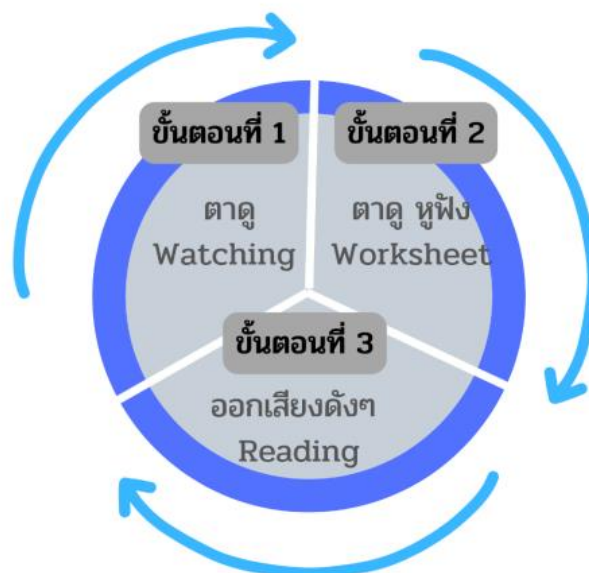 ขั้นตอนที่ 1
ตาดู
Watching
ขั้นตอนที่ 2
ตาดู หูฟัง
Worksheet
ขั้นตอนที่ 3
ออกเสียงดังๆ
Reading